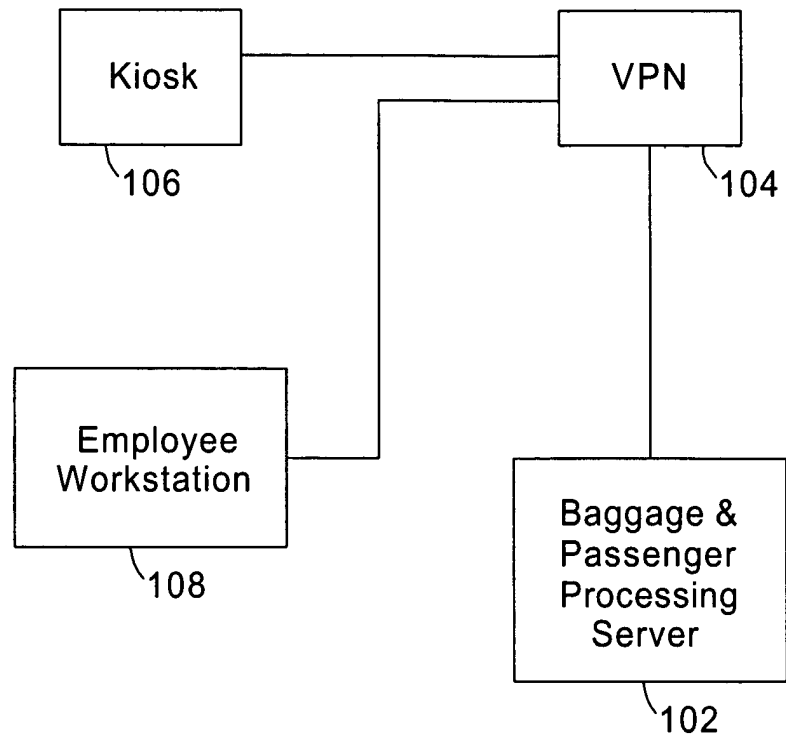 Kiosk
106
VPN
104
Employee
Workstation
108
Baggage &
Passenger
Processing
Server
102